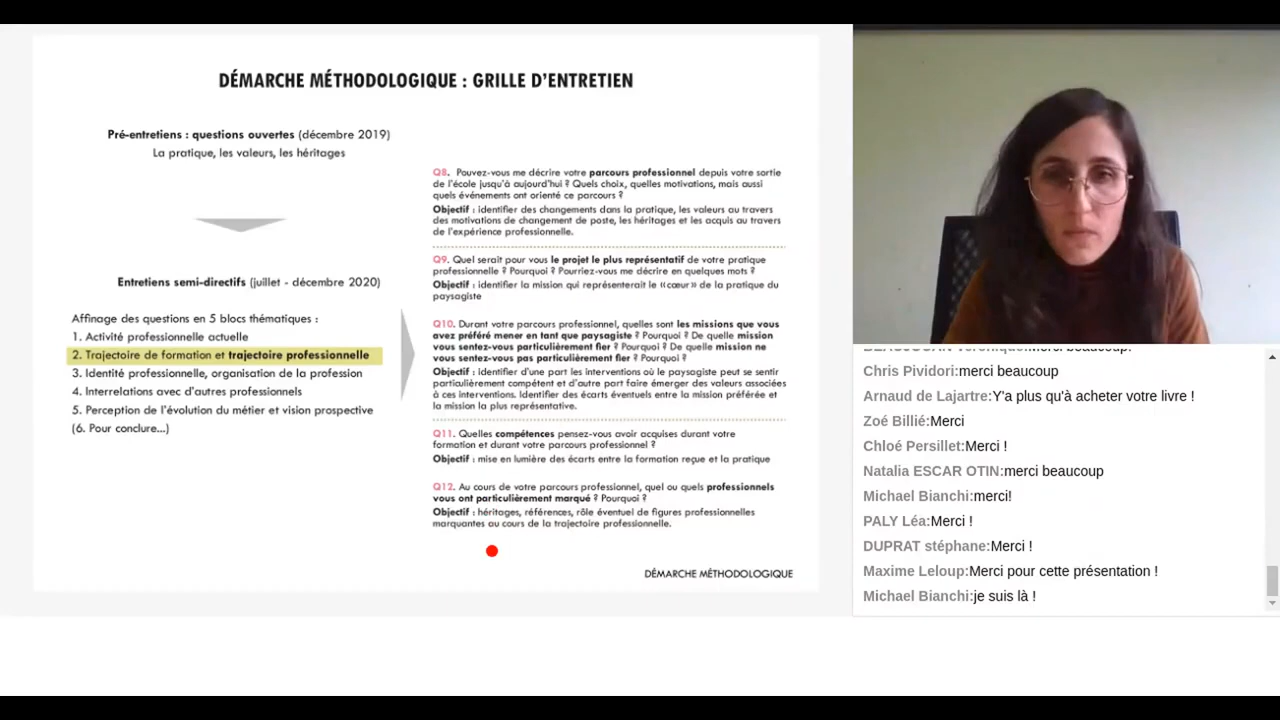 DÉMARCHE MÉTHODOLOGIQUE : GRILLE D'ENTRETIEN
Pré-entretiens : questions ouvertes (décembre 2019)
La pratique, les valeurs, les héritages
Entretiens semi-directifs (juillet - décembre 2020)
Affinage des questions en 5 blocs thématiques :
1. Activité professionnelle actuelle
2. Trajectoire de formation et trajectoire professionnelle
3. Identité professionnelle, organisation de la profession
4. Interrelations avec d'autres professionnels
5. Perception de l'évolution du métier et vision prospective
(6. Pour conclure...)
Q8. Pouvez-vous me décrire votre parcours professionnel depuis votre sortie
de l'école jusqu'à aujourd'hui ? Quels choix, quelles motivations, mais aussi
quels événements ont orienté ce parcours ?
Objectif : identifier des changements dans la pratique, les valeurs au travers
des motivations de changement de poste, les héritages et les acquis au travers
de l'expérience professionnelle.
Q9. Quel serait pour vous le projet le plus représentatif de votre pratique
professionnelle ? Pourquoi ? Pourriez-vous me décrire en quelques mots ?
Objectif : identifier la mission qui représenterait le «cœur» de la pratique du
paysagiste
Q10. Durant votre parcours professionnel, quelles sont les missions que vous
avez préféré mener en tant que paysagiste ? Pourquoi ? De quelle mission
vous sentez-vous particulièrement fier ? Pourquoi ? De quelle mission ne
vous sentez-vous pas particulièrement fier ? Pourquoi ?
Objectif : identifier d'une part les interventions où le paysagiste peut se sentir
particulièrement compétent et d'autre part faire émerger des valeurs associées
à ces interventions. Identifier des écarts éventuels entre la mission préférée et
la mission la plus représentative.
Q11. Quelles compétences pensez-vous avoir acquises durant votre
formation et durant votre parcours professionnel ?
Objectif : mise en lumière des écarts entre la formation reçue et la pratique
Q12. Au cours de votre parcours professionnel, quel ou quels professionnels
vous ont particulièrement marqué ? Pourquoi ?
Objectif : héritages, références, rôle éventuel de figures professionnelles
marquantes au cours de la trajectoire professionnelle.
DÉMARCHE MÉTHODOLOGIQUE
Chris Pividori:merci beaucoup
Arnaud de Lajartre:Y'a plus qu'à acheter votre livre !
Zoé Billié:Merci
Chloé Persillet:Merci !
Natalia ESCAR OTIN:merci beaucoup
Michael Bianchi:merci!
PALY Léa:Merci !
DUPRAT stéphane:Merci !
Maxime Leloup:Merci pour cette présentation !
Michael Bianchi:je suis là !